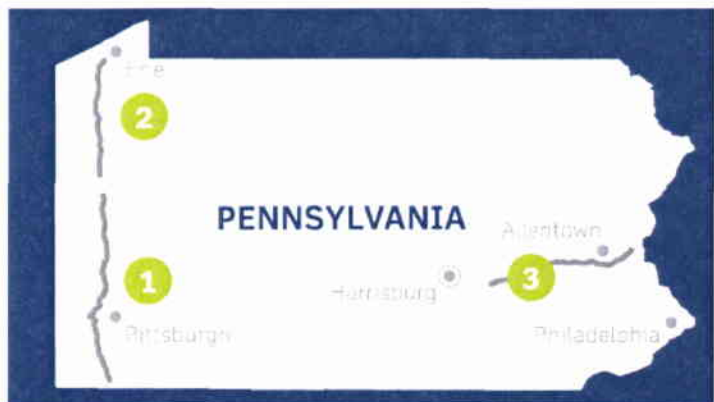 Erie
2
PENNSYLVANIA
Allentown
3
Harrisburg
1
Pittsburgh
Philadelphia